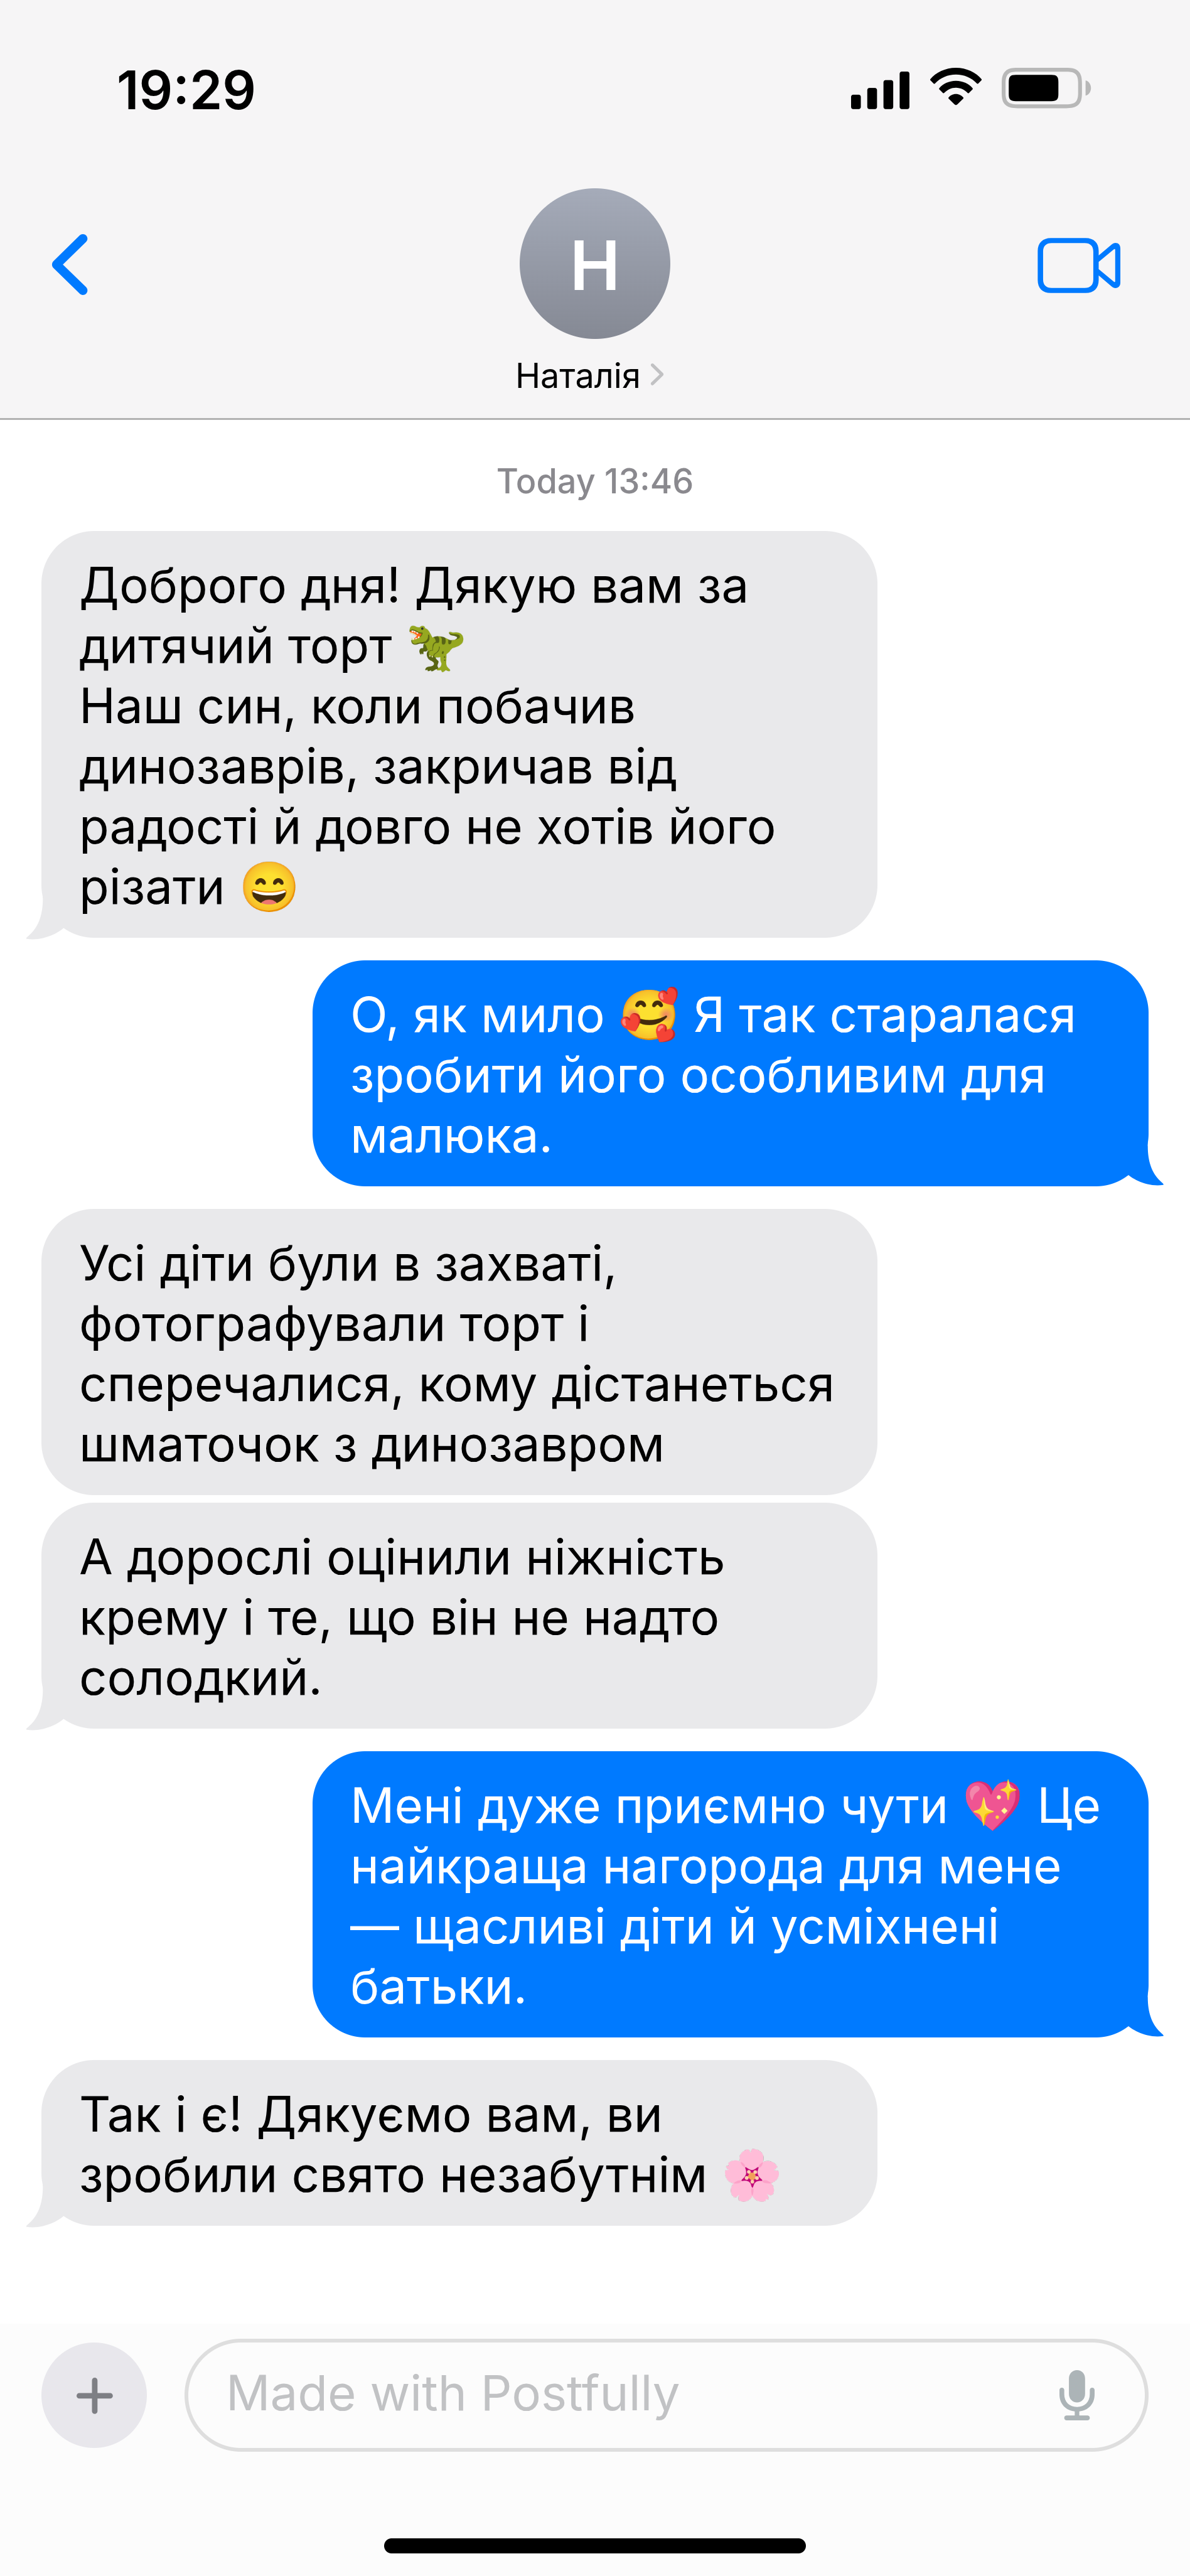 19:29
Н
Наталія
Today 13:46
Доброго дня! Дякую вам за
дитячий торт 🦖
Наш син, коли побачив
динозаврів, закричав від
радості й довго не хотів його
різати 😄
О, як мило 🥰 Я так старалася
зробити його особливим для
малюка.
Усі діти були в захваті,
фотографували торт і
сперечалися, кому дістанеться
шматочок з динозавром
А дорослі оцінили ніжність
крему і те, що він не надто
солодкий.
Мені дуже приємно чути 💖 Це
найкраща нагорода для мене
— щасливі діти й усміхнені
батьки.
Так і є! Дякуємо вам, ви
зробили свято незабутнім 🌸
Made with Postfully